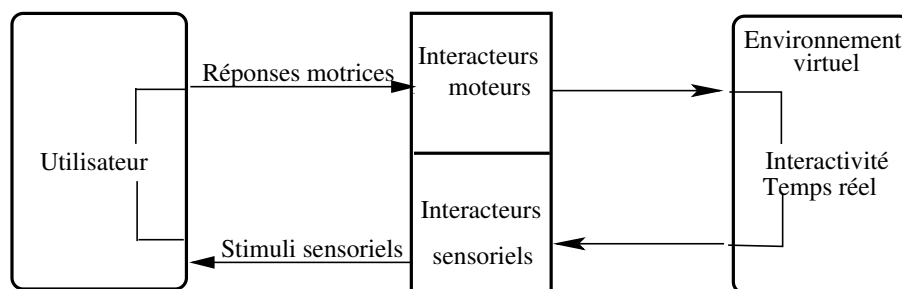 Réponses motrices
Interacteurs
moteurs
Environnement
virtuel
Utilisateur
Interactivité
Temps réel
Stimuli sensoriels
Interacteurs
sensoriels